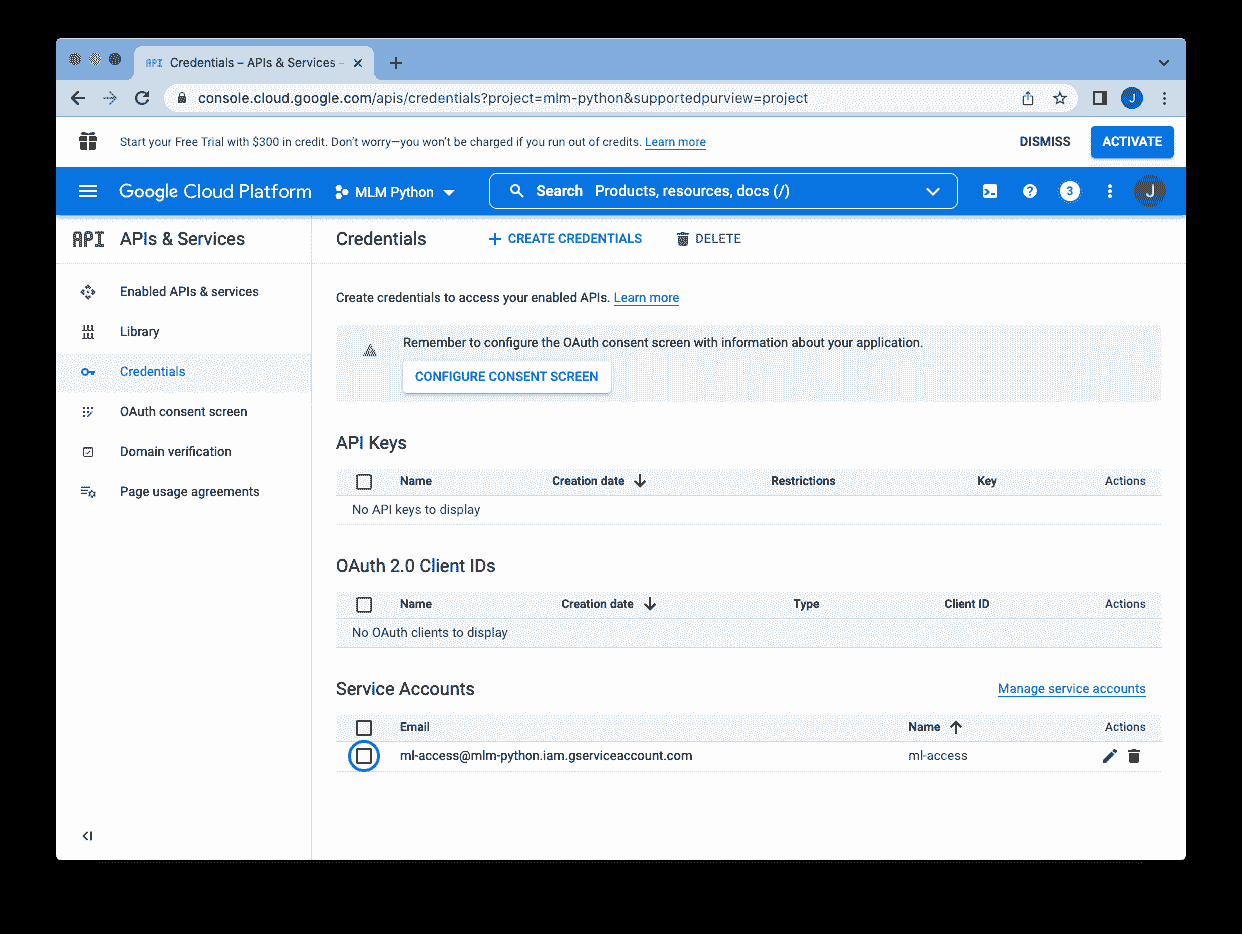 API Credentials – APIs & Services –
console.cloud.google.com/apis/credentials?project=mlm-python&supportedpurview=project J
Start your Free Trial with $300 in credit. Don't worry—you won't be charged if you run out of credits. Learn more DISMISS ACTIVATE
Google Cloud Platform MLM Python Search Products, resources, docs (/) ? 3 J
API APIs & Services Credentials + CREATE CREDENTIALS DELETE
Enabled APIs & services
Library
Credentials
OAuth consent screen
Domain verification
Page usage agreements
Create credentials to access your enabled APIs. Learn more
Remember to configure the OAuth consent screen with information about your application.
CONFIGURE CONSENT SCREEN
API Keys
Name Creation date Restrictions Key Actions
No API keys to display
OAuth 2.0 Client IDs
Name Creation date Type Client ID Actions
No OAuth clients to display
Service Accounts Manage service accounts
Email Name Actions
ml-access@mlm-python.iam.gserviceaccount.com ml-access